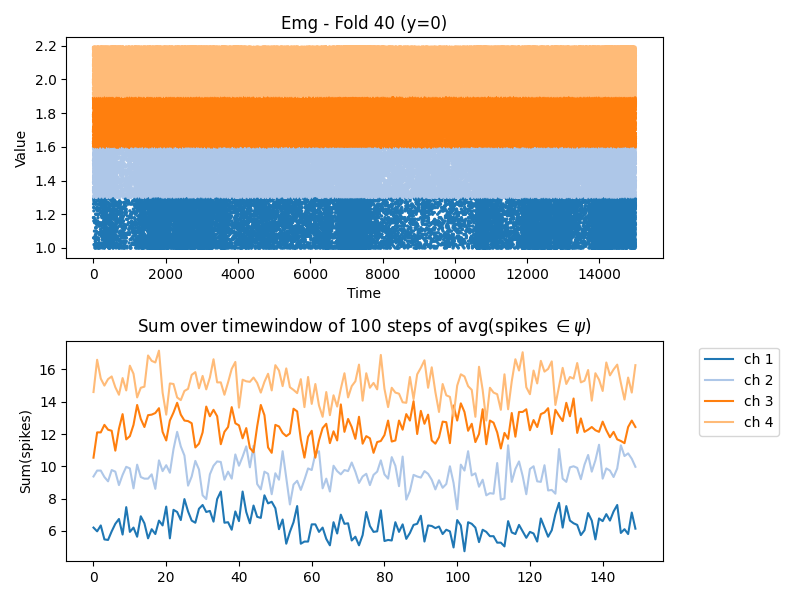 Emg - Fold 40 (y=0)
Value
2.2
2.0
1.8
1.6
1.4
1.2
1.0
0 2000 4000 6000 8000 10000 12000 14000
Time
Sum over timewindow of 100 steps of avg(spikes ∈ ψ)
Sum(spikes)
16
14
12
10
8
6
0 20 40 60 80 100 120 140
ch 1
ch 2
ch 3
ch 4